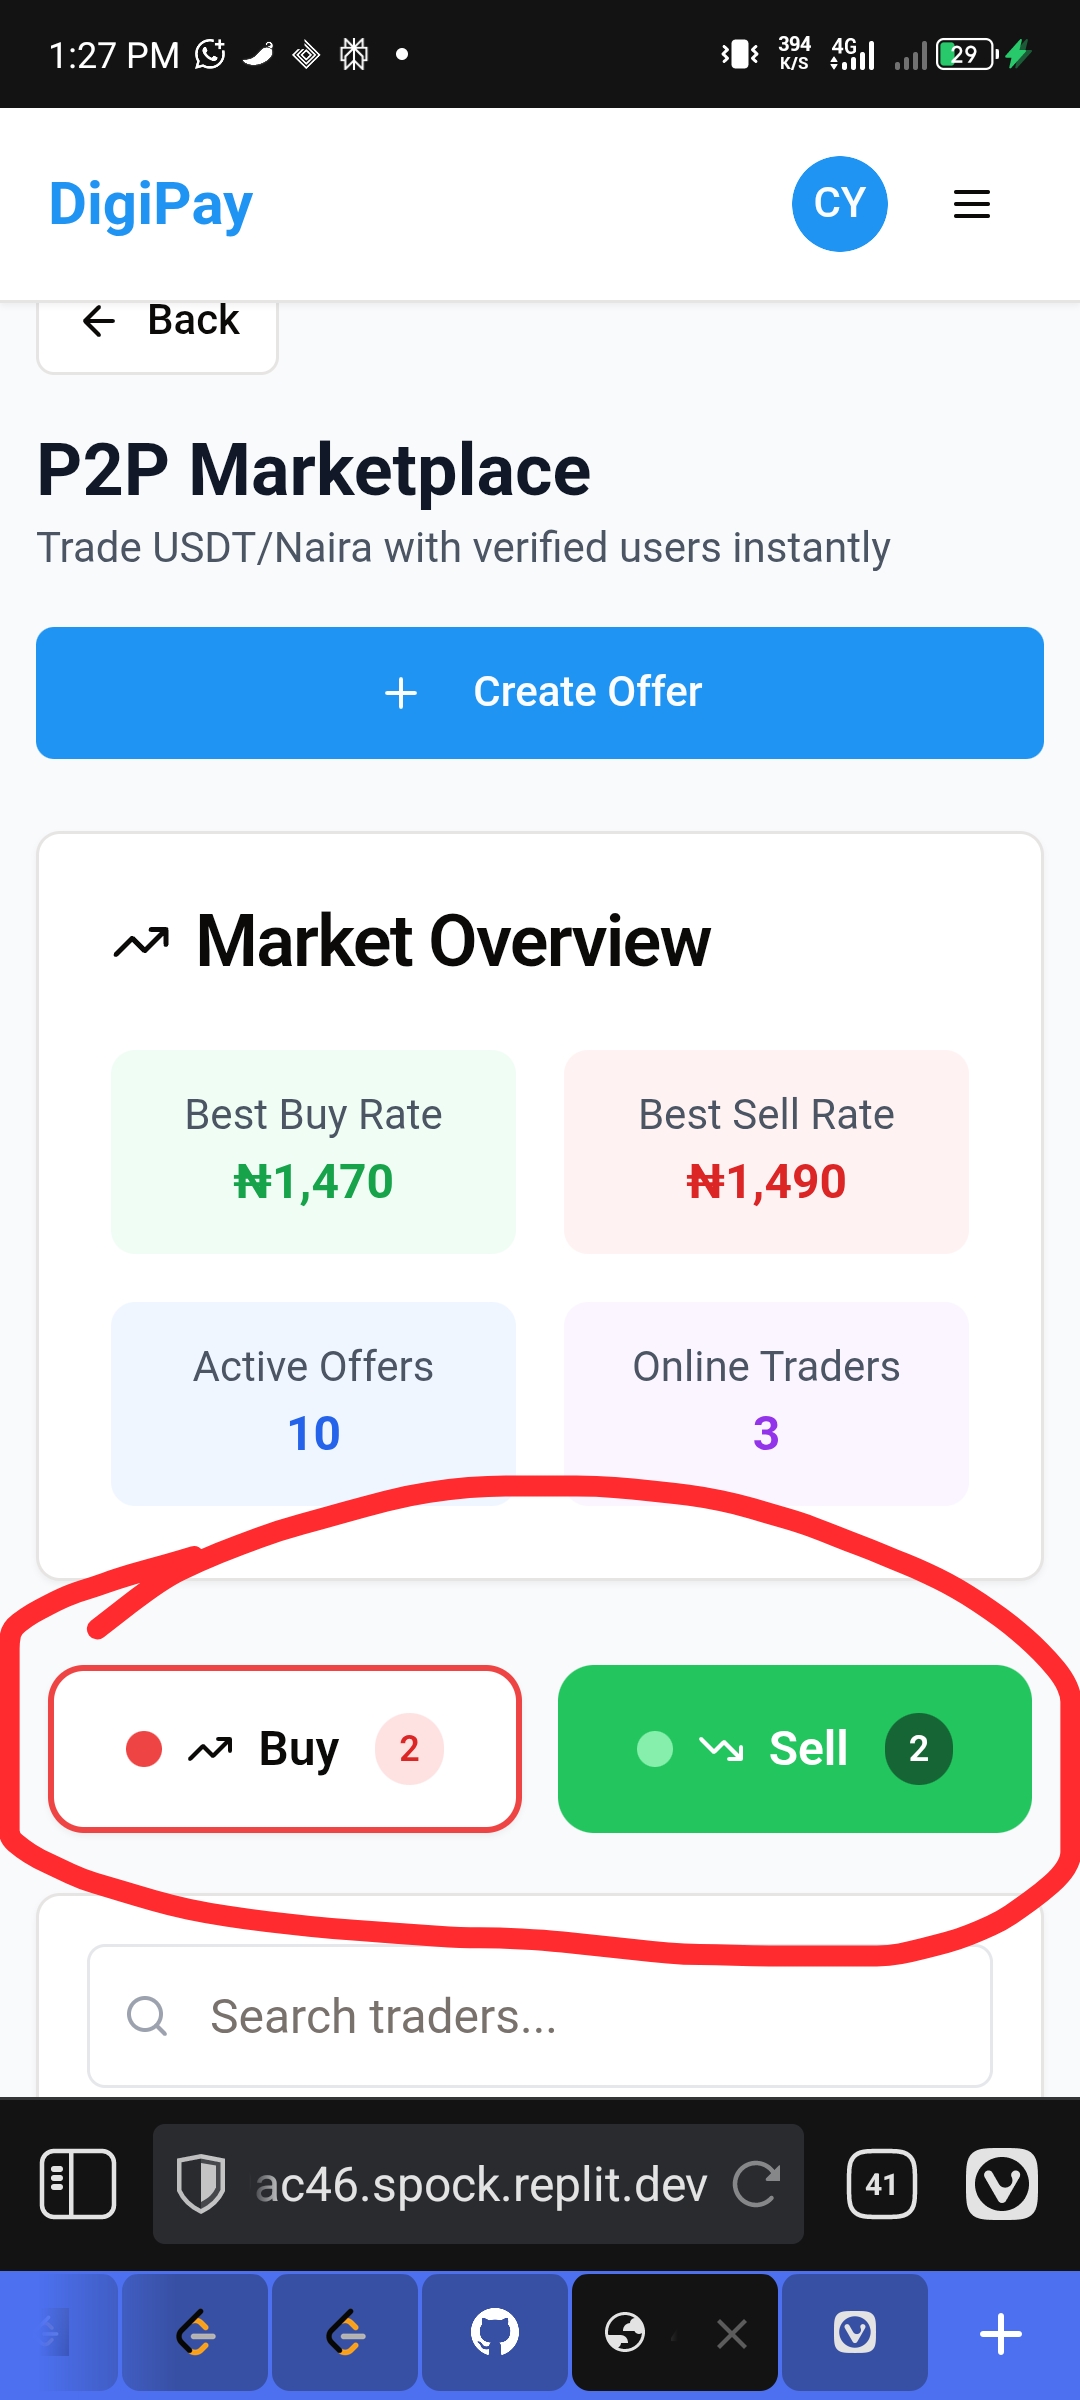 1:27 PM
394 K/S 4G 29
DigiPay
CY
Back
P2P Marketplace
Trade USDT/Naira with verified users instantly
+ Create Offer
Market Overview
Best Buy Rate
₦1,470
Best Sell Rate
₦1,490
Active Offers
10
Online Traders
3
Buy 2
Sell 2
Search traders...
ac46.spock.replit.dev
41